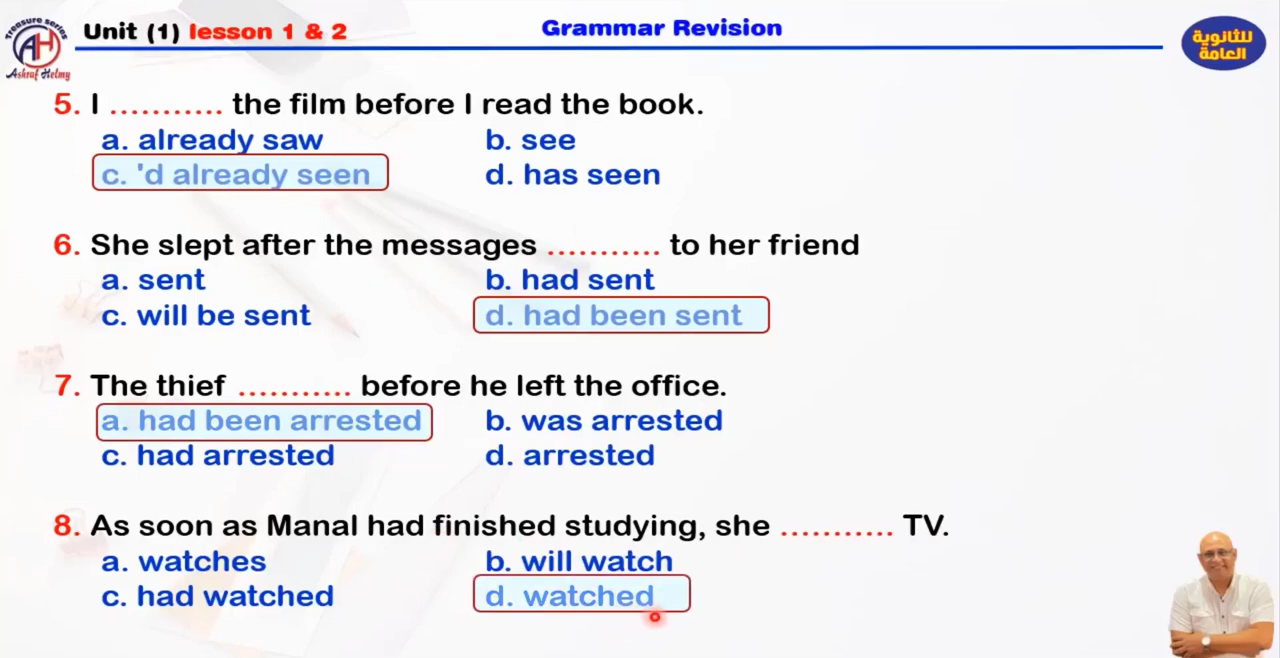 Treasure series
AH
Ashraf Helmy
Unit (1) lesson 1 & 2
Grammar Revision
للثانوية
العامة
5. I ........... the film before I read the book.
a. already saw b. see
c. 'd already seen d. has seen
6. She slept after the messages ........... to her friend
a. sent b. had sent
c. will be sent d. had been sent
7. The thief ........... before he left the office.
a. had been arrested b. was arrested
c. had arrested d. arrested
8. As soon as Manal had finished studying, she ........... TV.
a. watches b. will watch
c. had watched d. watched